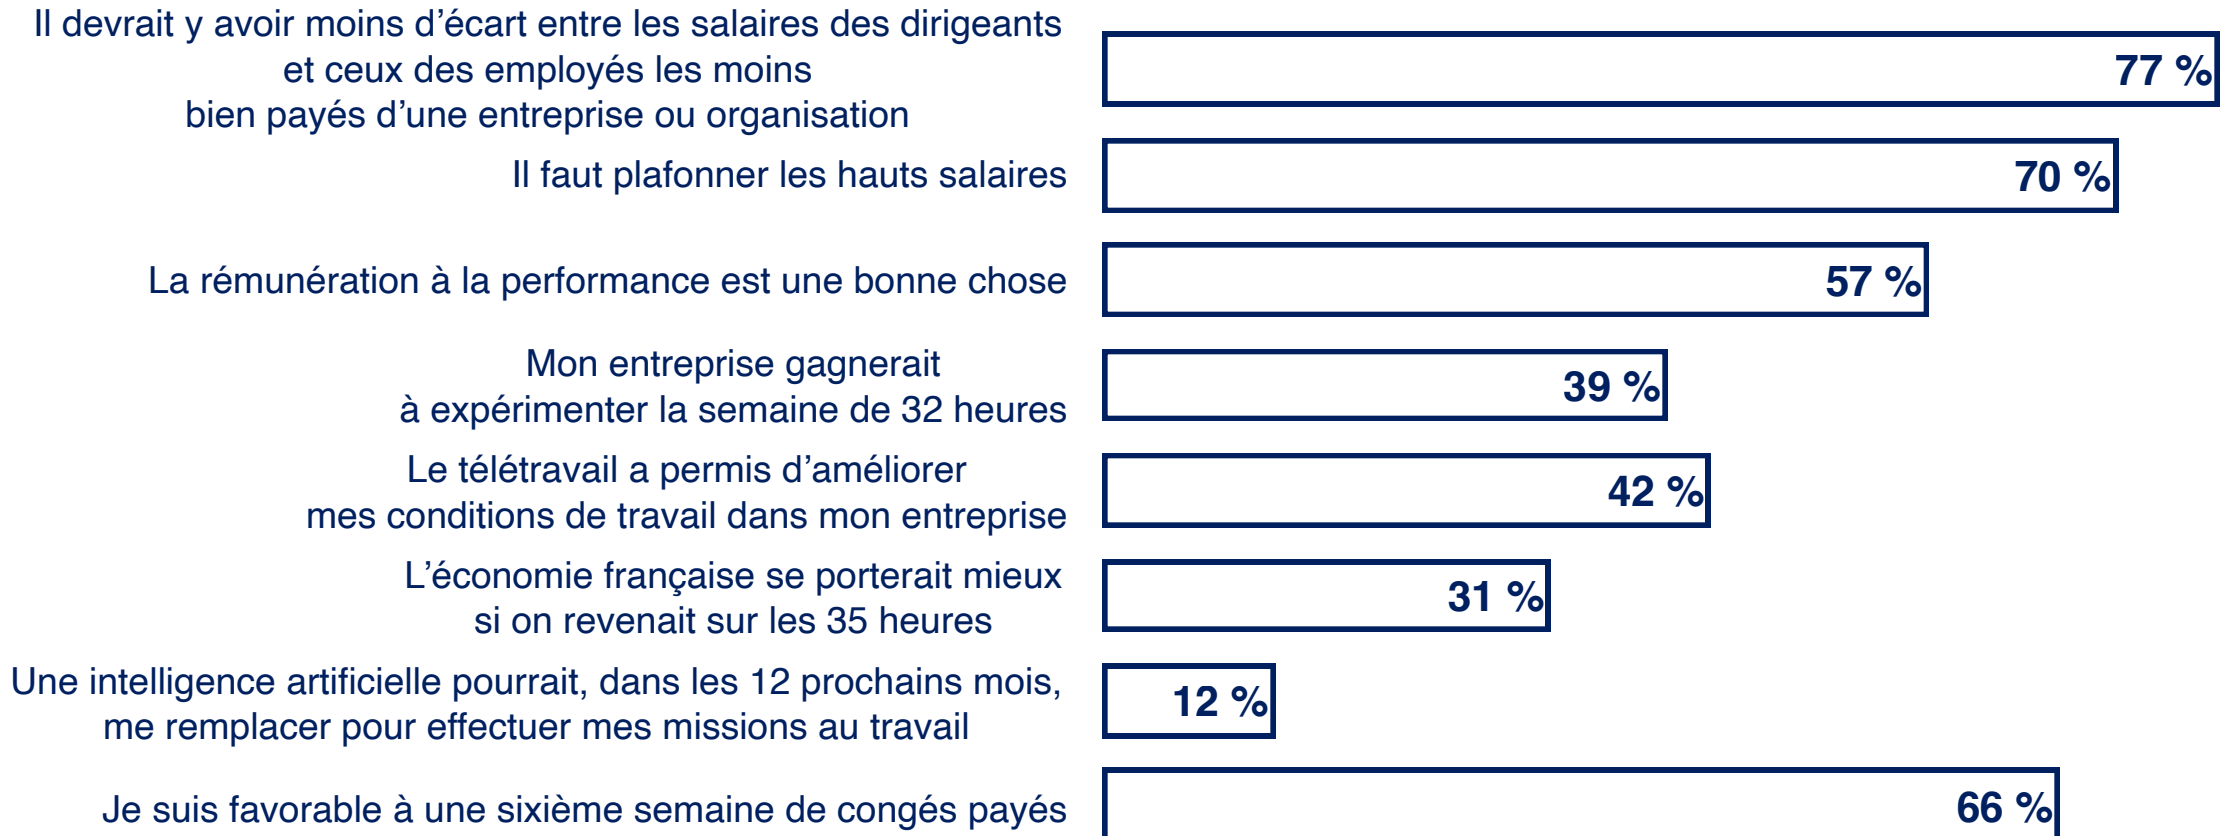 Il devrait y avoir moins d’écart entre les salaires des dirigeants
et ceux des employés les moins
bien payés d’une entreprise ou organisation
77 %
Il faut plafonner les hauts salaires
70 %
La rémunération à la performance est une bonne chose
57 %
Mon entreprise gagnerait
à expérimenter la semaine de 32 heures
39 %
Le télétravail a permis d’améliorer
mes conditions de travail dans mon entreprise
42 %
L’économie française se porterait mieux
si on revenait sur les 35 heures
31 %
Une intelligence artificielle pourrait, dans les 12 prochains mois,
me remplacer pour effectuer mes missions au travail
12 %
Je suis favorable à une sixième semaine de congés payés
66 %